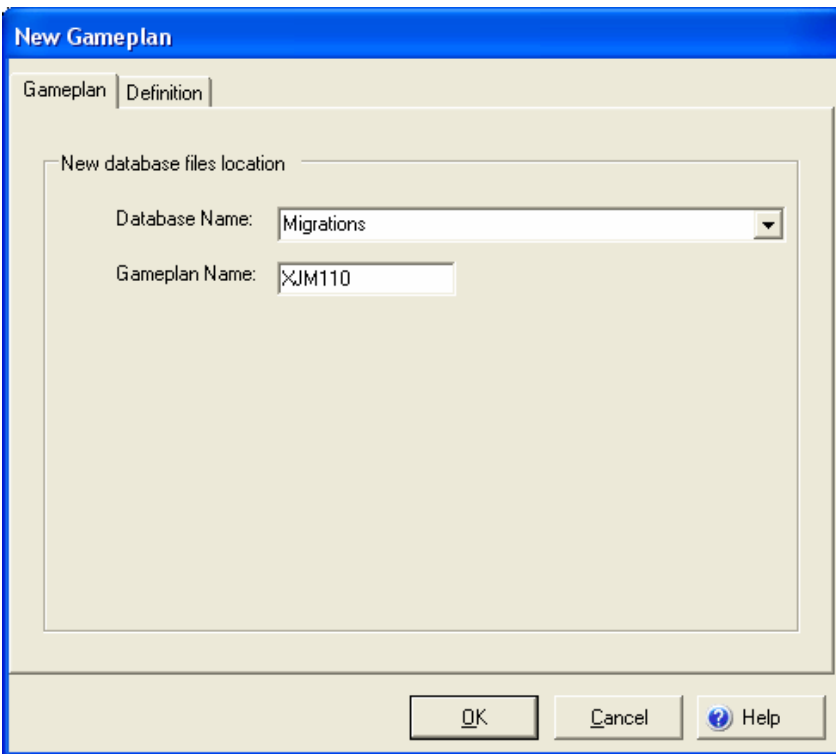 New Gameplan
Gameplan Definition
New database files location
Database Name: Migrations
Gameplan Name: XJM110
OK Cancel Help